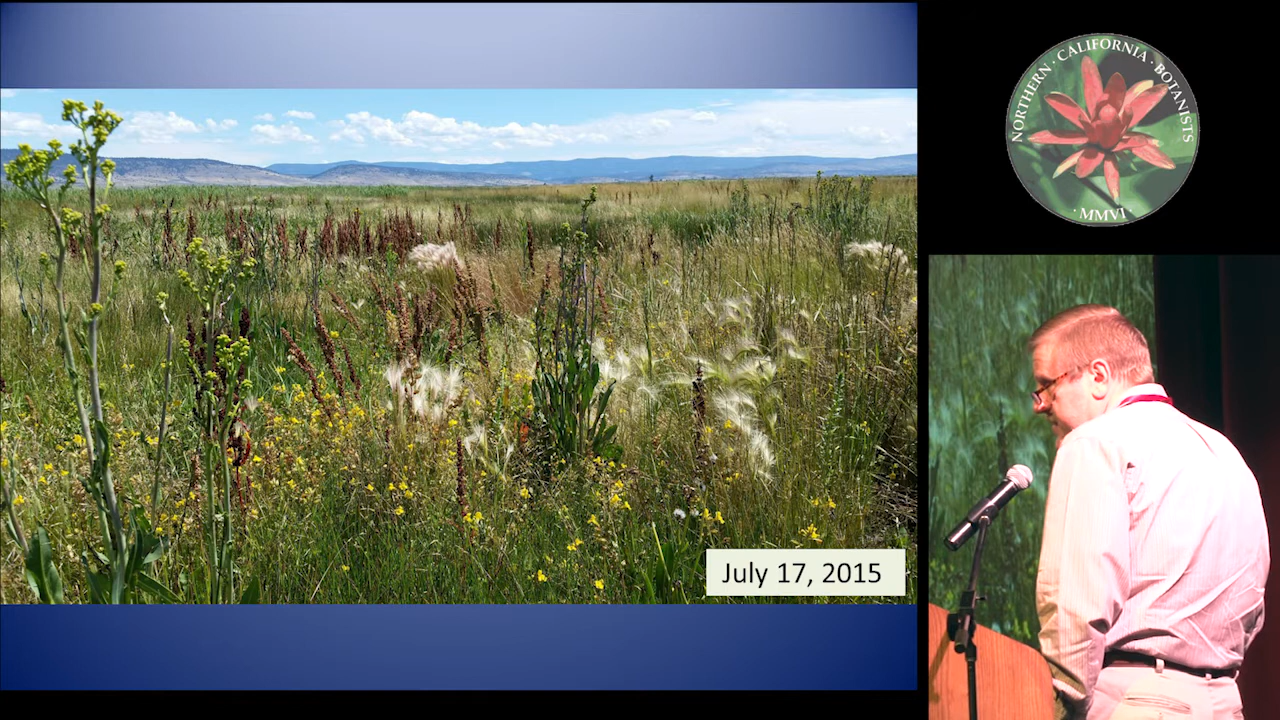 NORTHERN · CALIFORNIA · BOTANISTS
· MMVI ·
July 17, 2015